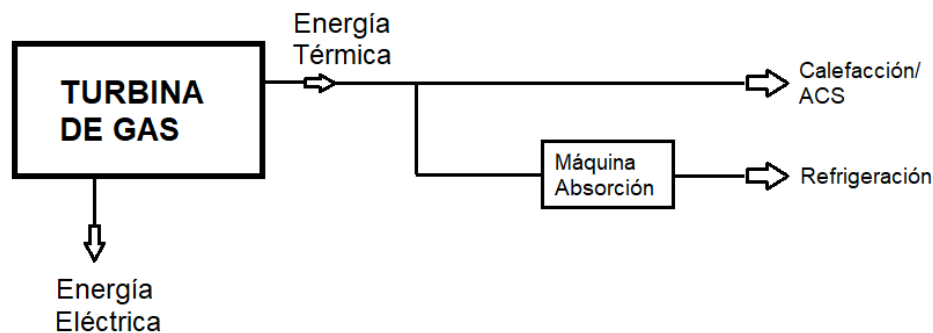 Energía
Térmica
TURBINA
DE GAS
Calefacción/
ACS
Máquina
Absorción
Refrigeración
Energía
Eléctrica